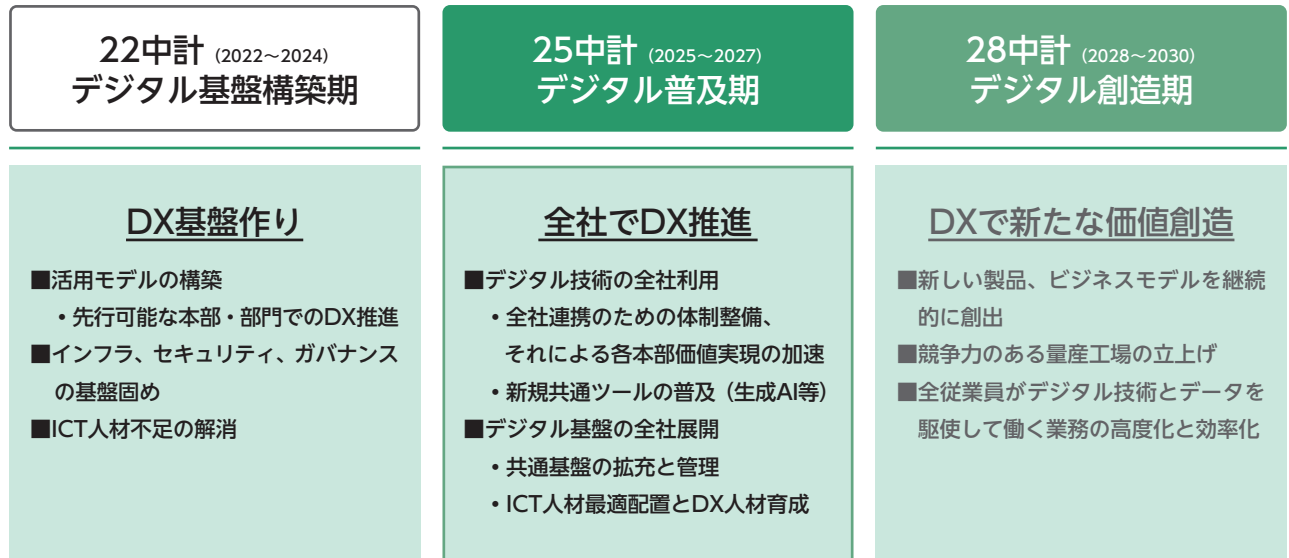 22中計 (2022〜2024)
デジタル基盤構築期
DX基盤作り
■活用モデルの構築
・先行可能な本部・部門でのDX推進
■インフラ、セキュリティ、ガバナンス
の基盤固め
■ICT人材不足の解消
25中計 (2025〜2027)
デジタル普及期
全社でDX推進
■デジタル技術の全社利用
・全社連携のための体制整備、
それによる各本部価値実現の加速
・新規共通ツールの普及（生成AI等）
■デジタル基盤の全社展開
・共通基盤の拡充と管理
・ICT人材最適配置とDX人材育成
28中計 (2028〜2030)
デジタル創造期
DXで新たな価値創造
■新しい製品、ビジネスモデルを継続
的に創出
■競争力のある量産工場の立上げ
■全従業員がデジタル技術とデータを
駆使して働く業務の高度化と効率化